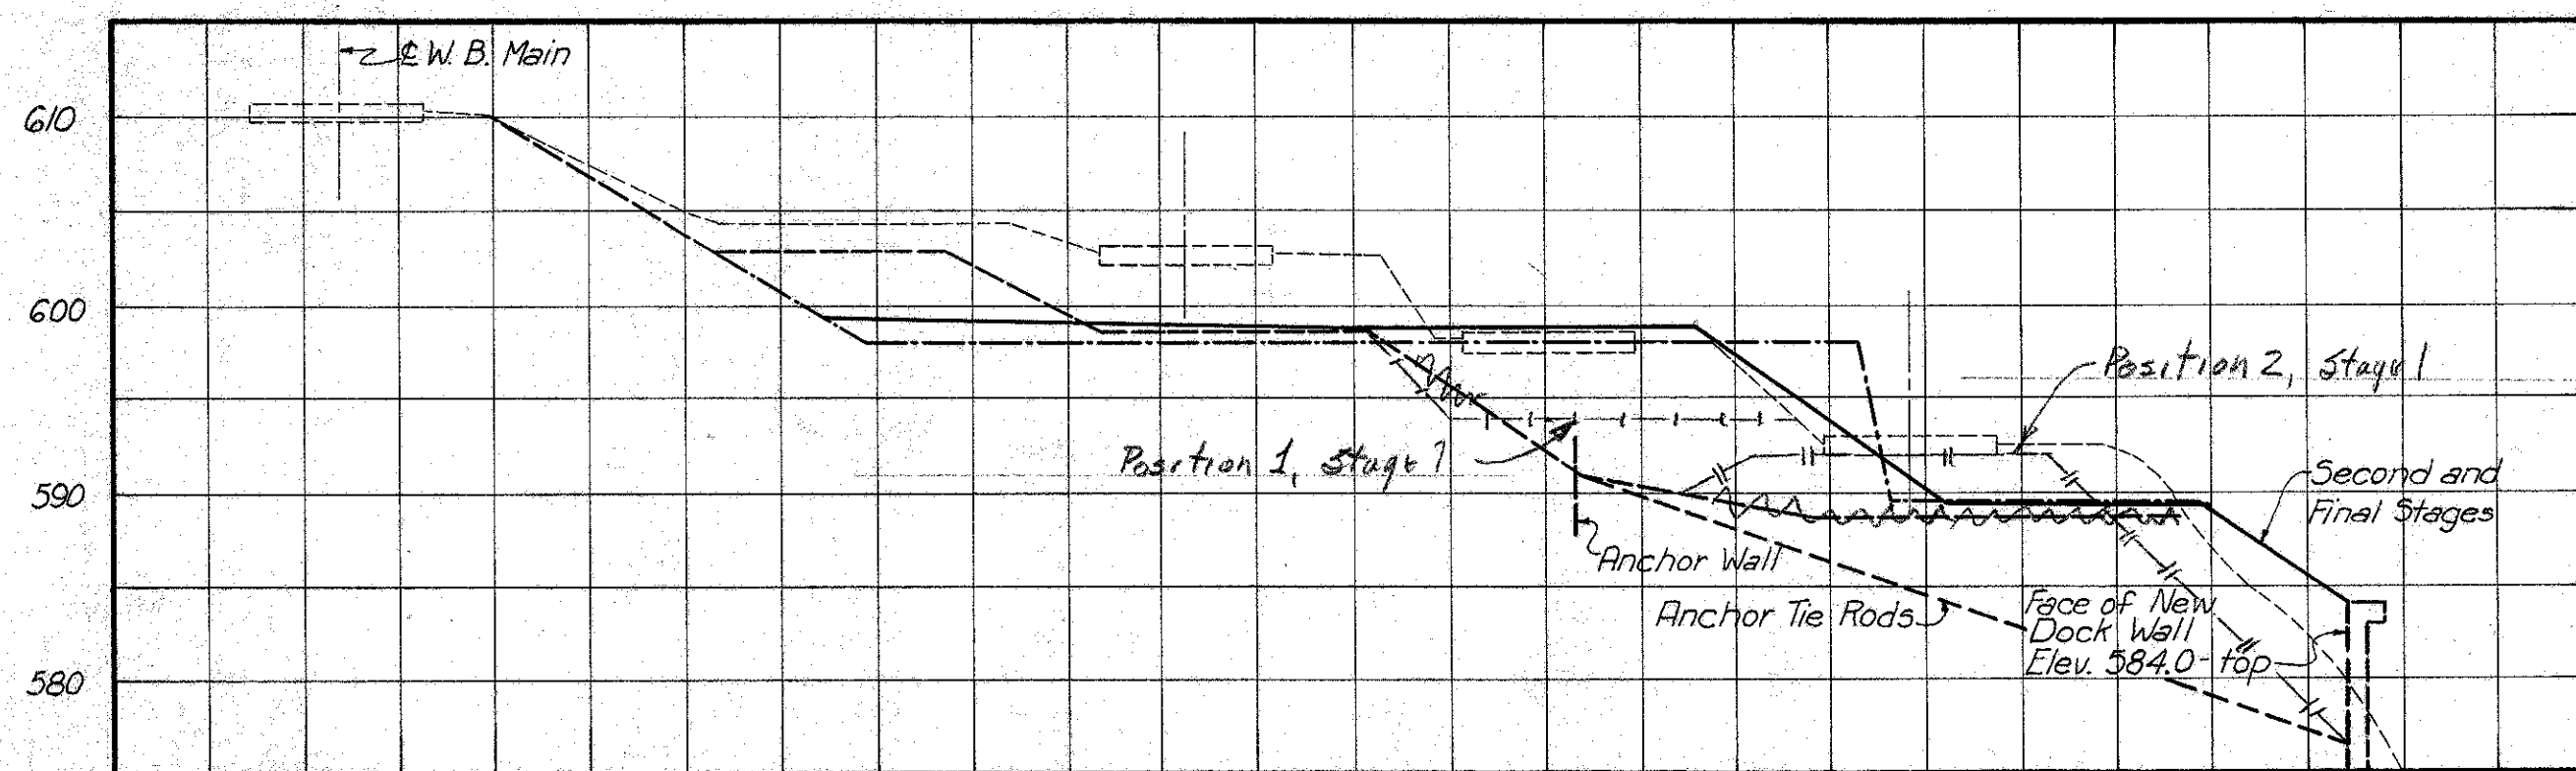 ℄ W. B. Main
610
600
Position 2, Stage 1
Position 1, Stage 1
590
Second and
Final Stages
Anchor Wall
Anchor Tie Rods
Face of New
Dock Wall
Elev. 584.0 - top
580